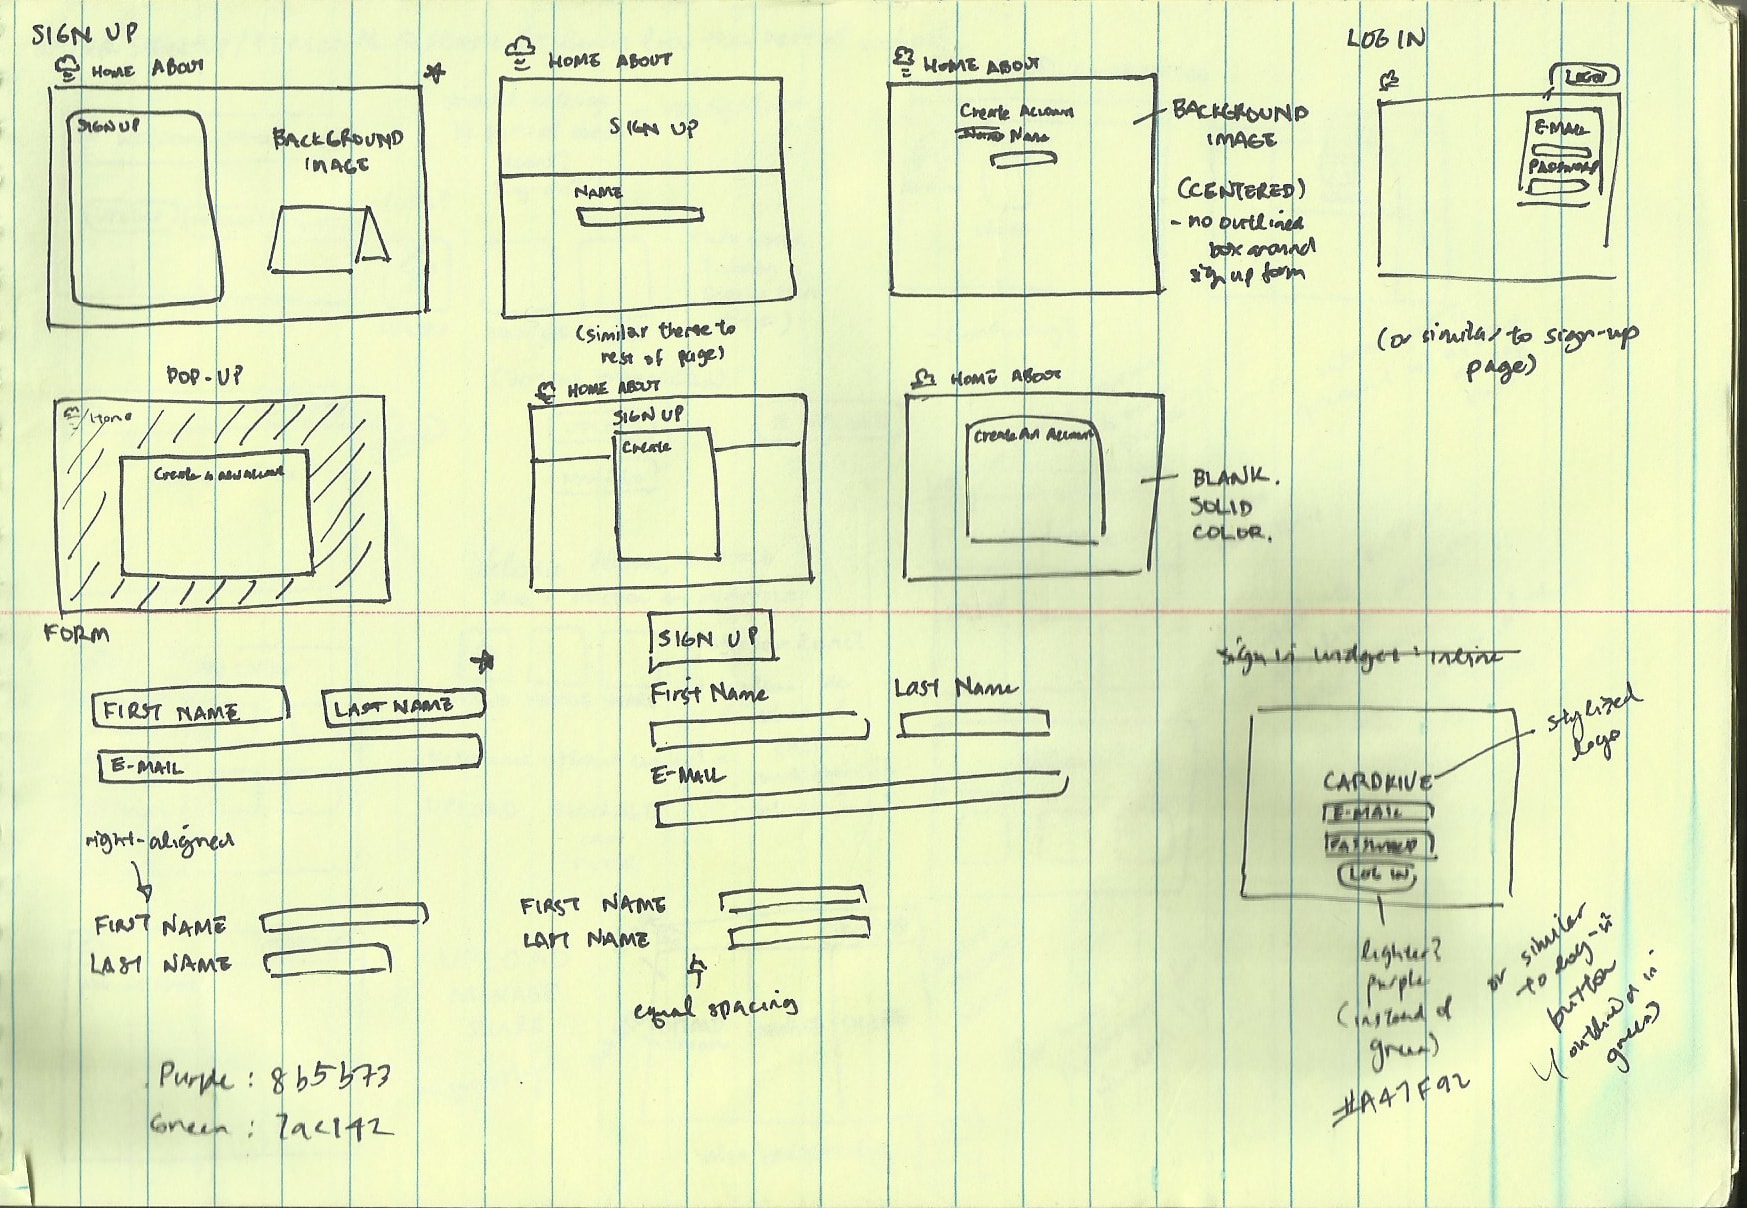 SIGN UP
HOME ABOUT
SIGN UP
BACKGROUND
IMAGE
HOME ABOUT
SIGN UP
NAME
(similar theme to
rest of page)
HOME ABOUT
Create Account
Name
BACKGROUND
IMAGE
(CENTERED)
- no outlined
box around
sign up form
LOG IN
LOGIN
E-MAIL
PASSWORD
(or similar to sign-up
page)
POP-UP
Home
Create a new account
HOME ABOUT
SIGN UP
Create
HOME ABOUT
Create An Account
BLANK.
SOLID
COLOR.
FORM
FIRST NAME
LAST NAME
E-MAIL
SIGN UP
First Name
Last Name
E-MAIL
right-aligned
FIRST NAME
LAST NAME
FIRST NAME
LAST NAME
equal spacing
Purple : 8b5b73
Green : 7ac142
sign in widget : inline
stylized
logo
CARDRIVE
E-MAIL
PASSWORD
LOG IN
lighter?
purple
(instead of
green)
#A47F92
or similar
to log-in
button
w/ outlined in
green)